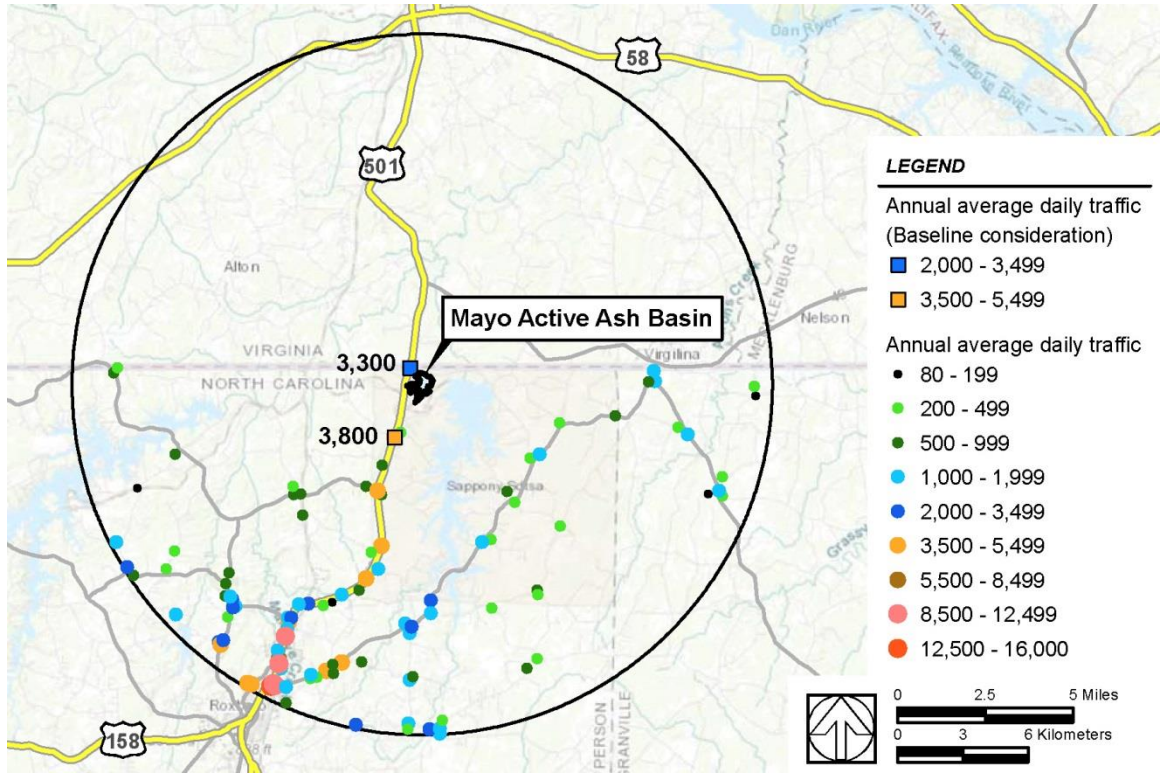 58
Dan River
HALIFAX
501
Alton
Mayo Active Ash Basin
MECKLENBURG
Nelson
VIRGINIA
Virgilina
3,300
NORTH CAROLINA
3,800
Sappony Sdtsa
PERSON
GRANVILLE
158
LEGEND
Annual average daily traffic
(Baseline consideration)
2,000 - 3,499
3,500 - 5,499
Annual average daily traffic
80 - 199
200 - 499
500 - 999
1,000 - 1,999
2,000 - 3,499
3,500 - 5,499
5,500 - 8,499
8,500 - 12,499
12,500 - 16,000
0 2.5 5 Miles
0 3 6 Kilometers